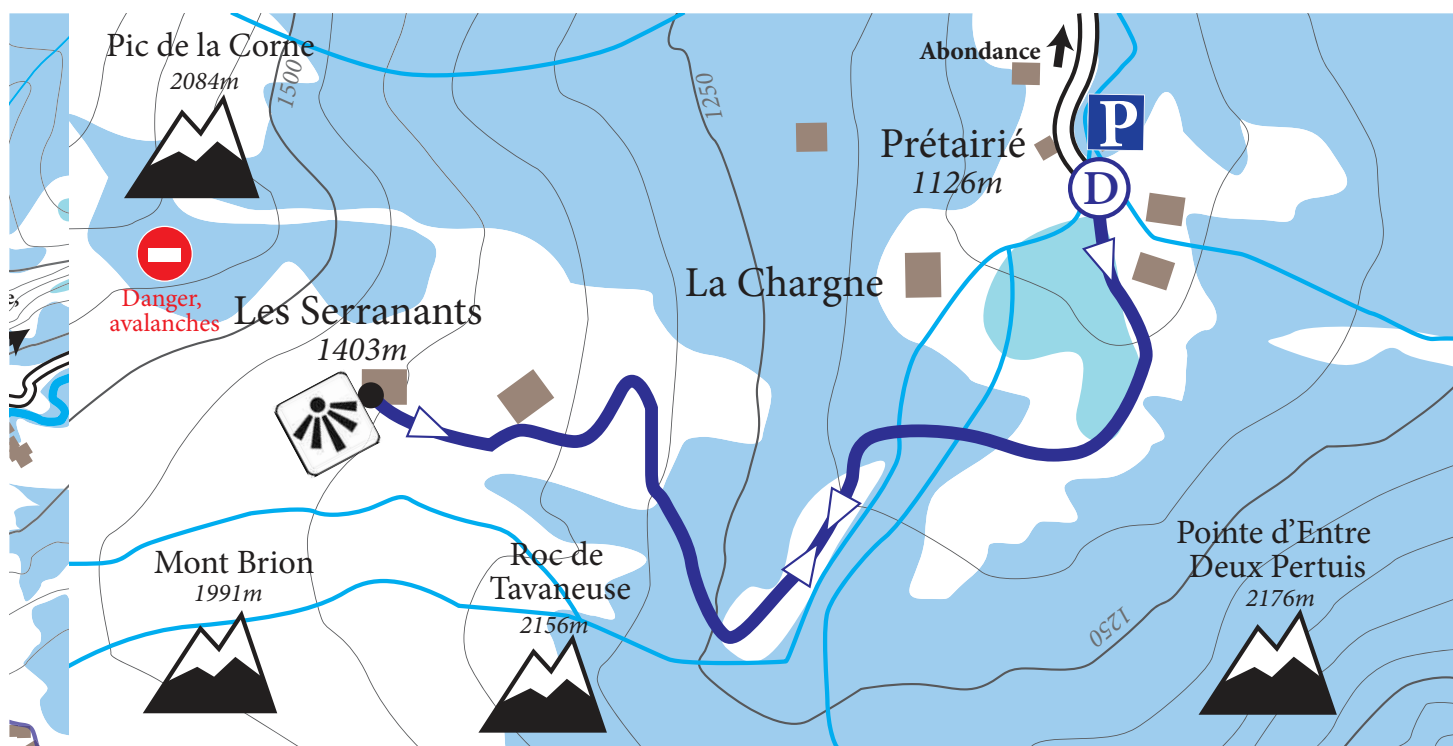 Pic de la Corne
2084m
1500
1250
Abondance
P
Prétairié
1126m
D
La Chargne
Danger,
avalanches
Les Serranants
1403m
Mont Brion
1991m
Roc de
Tavaneuse
2156m
Pointe d'Entre
Deux Pertuis
2176m
1250